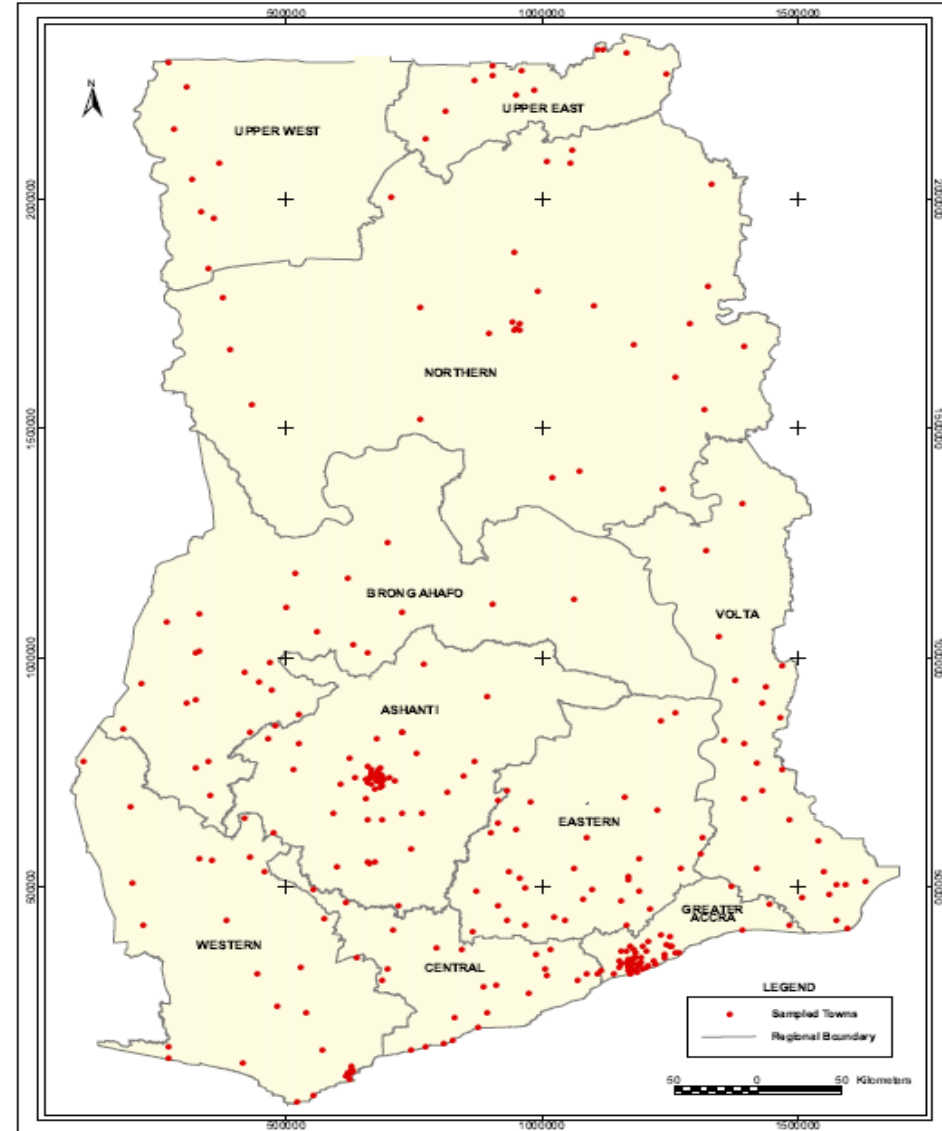 500000 1000000 1500000
N
UPPER EAST
UPPER WEST
2000000 2000000
NORTHERN
1500000 1500000
BRONG AHAFO
VOLTA
1000000 1000000
ASHANTI
EASTERN
500000 500000
GREATER
ACCRA
WESTERN
CENTRAL
LEGEND
Sampled Towns
Regional Boundary
50 0 50 Kilometers
500000 1000000 1500000